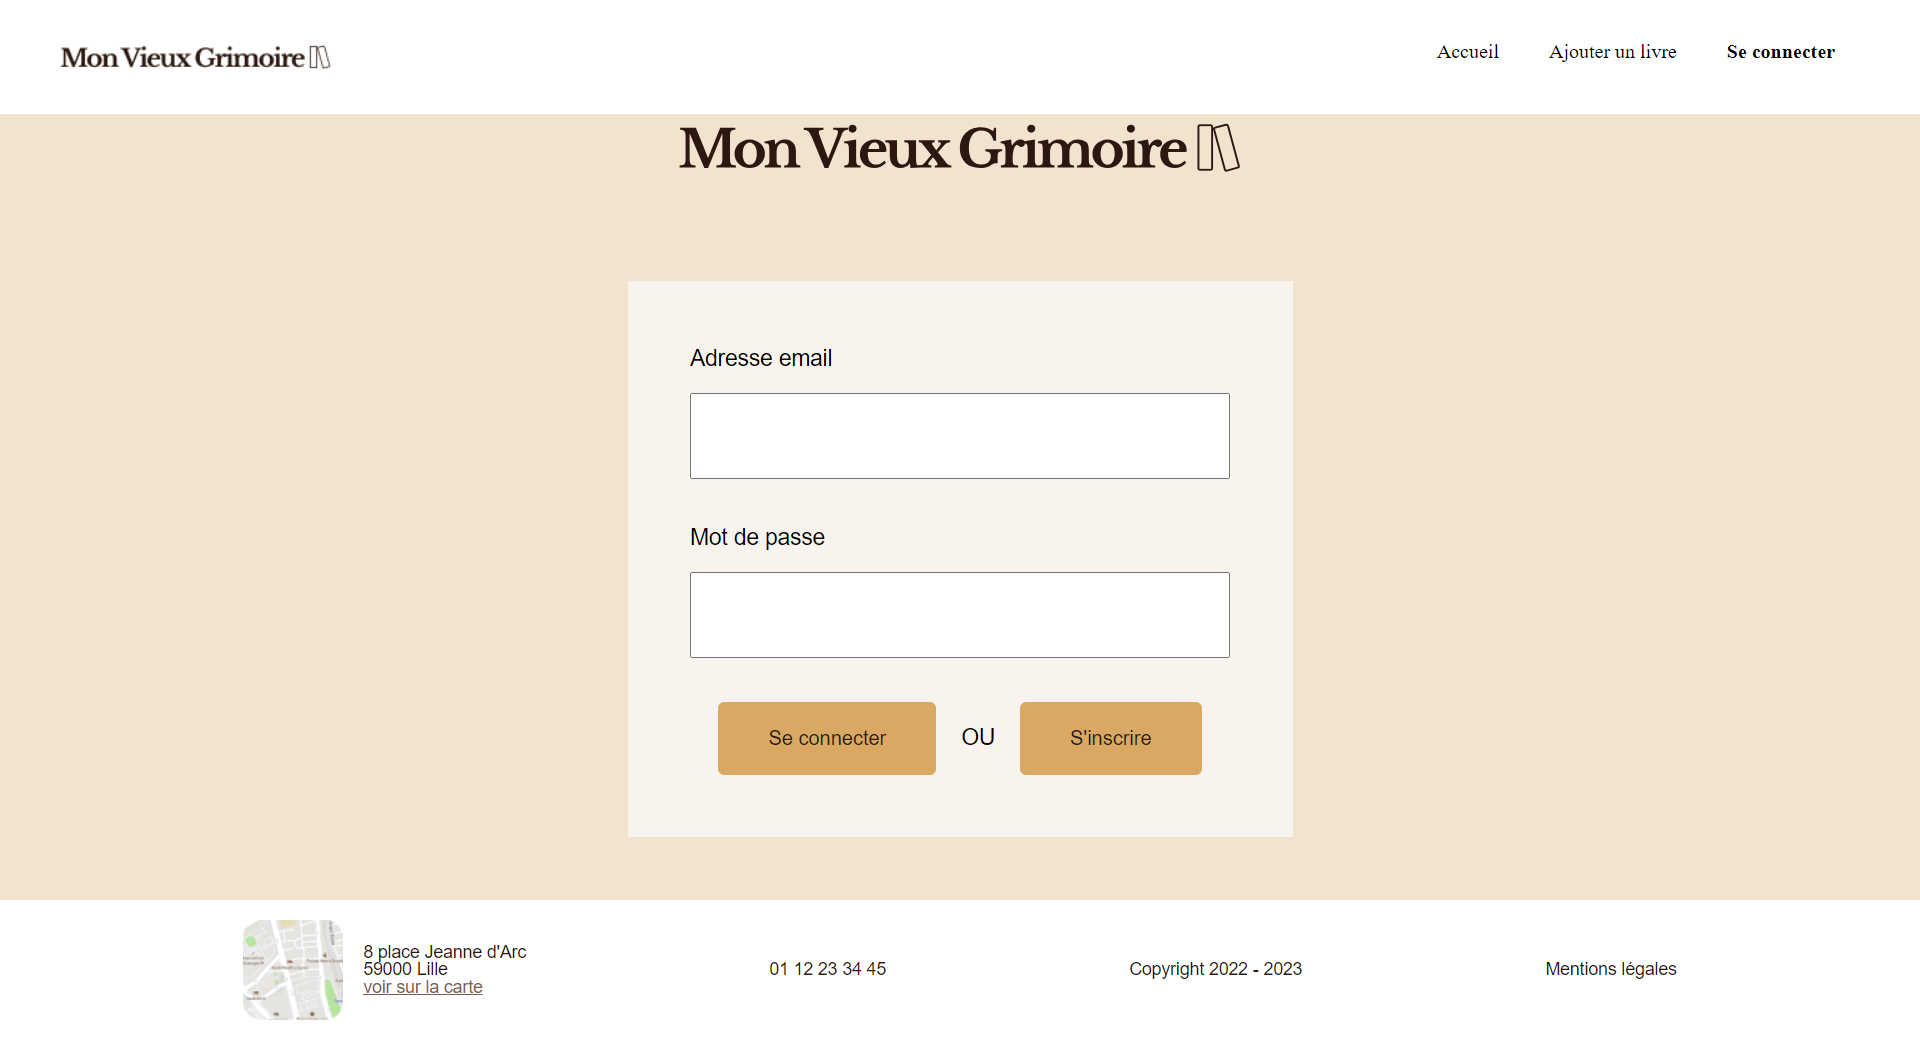 Mon Vieux Grimoire
Accueil
Ajouter un livre
Se connecter
Mon Vieux Grimoire
Adresse email
Mot de passe
Se connecter
OU
S'inscrire
8 place Jeanne d'Arc
59000 Lille
voir sur la carte
01 12 23 34 45
Copyright 2022 - 2023
Mentions légales